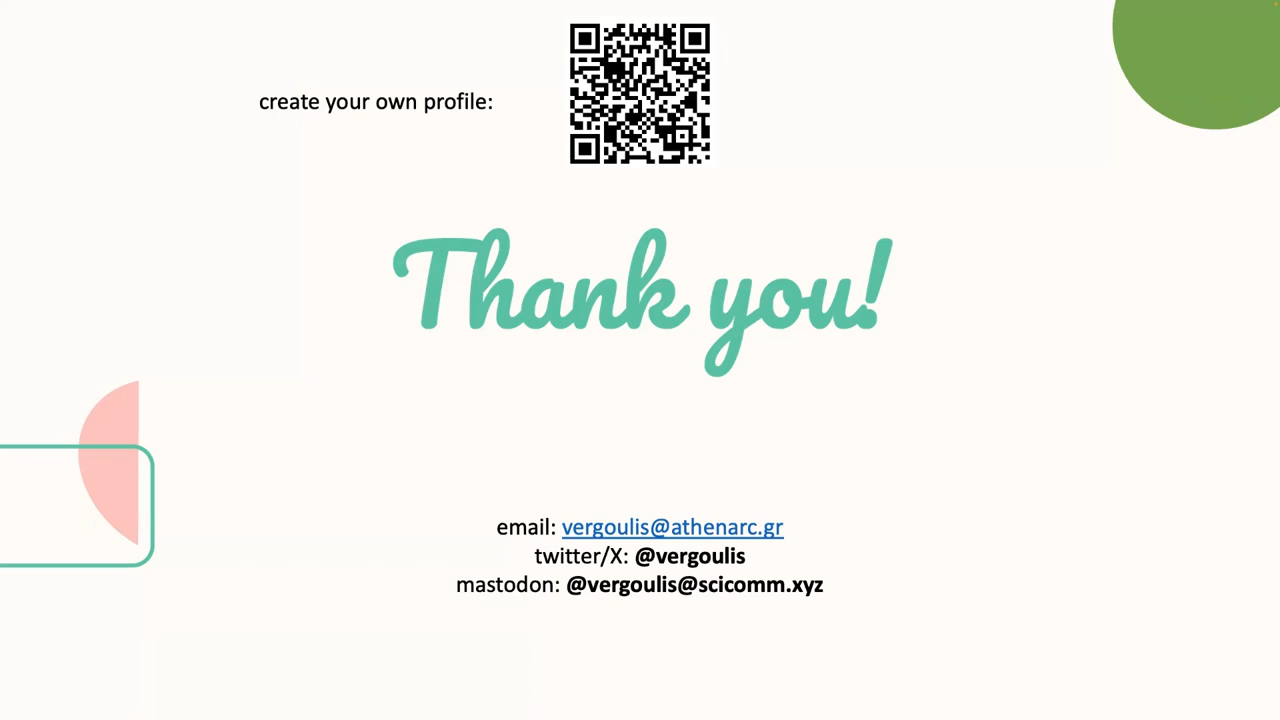 create your own profile:
Thank you!
email: vergoulis@athenarc.gr
twitter/X: @vergoulis
mastodon: @vergoulis@scicomm.xyz